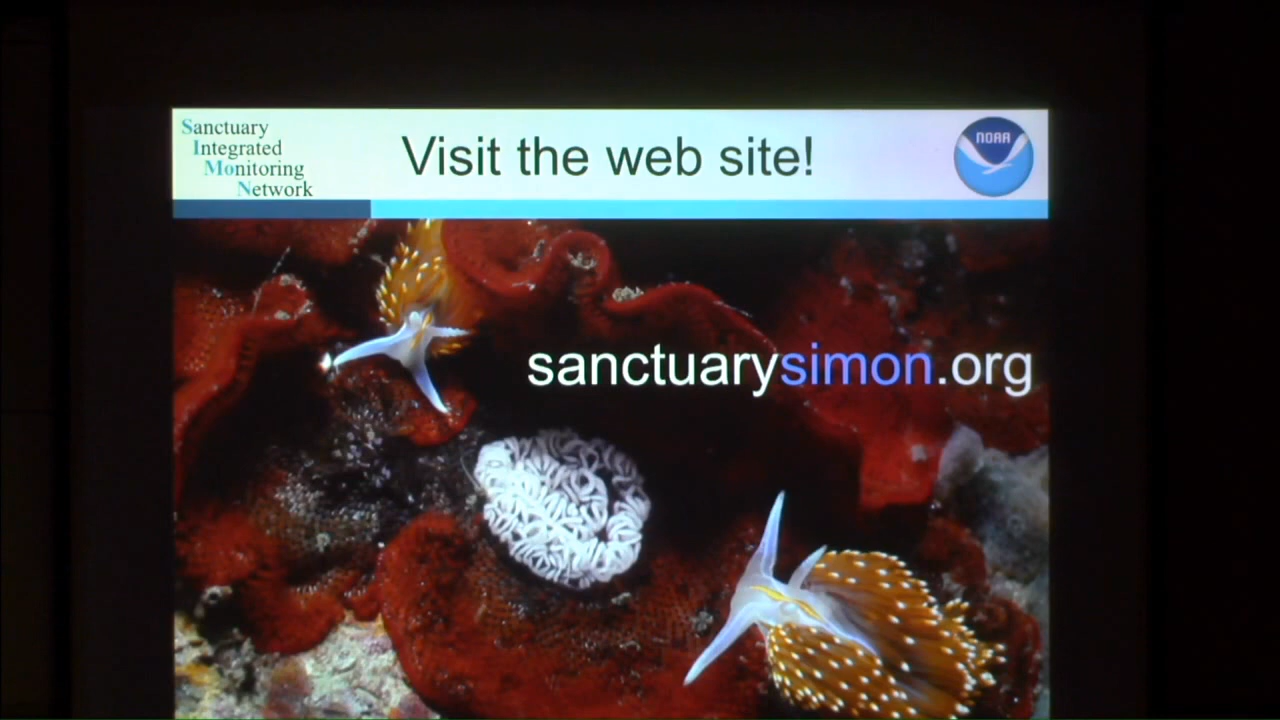 Sanctuary
Integrated
Monitoring
Network
Visit the web site!
NOAA
sanctuarysimon.org